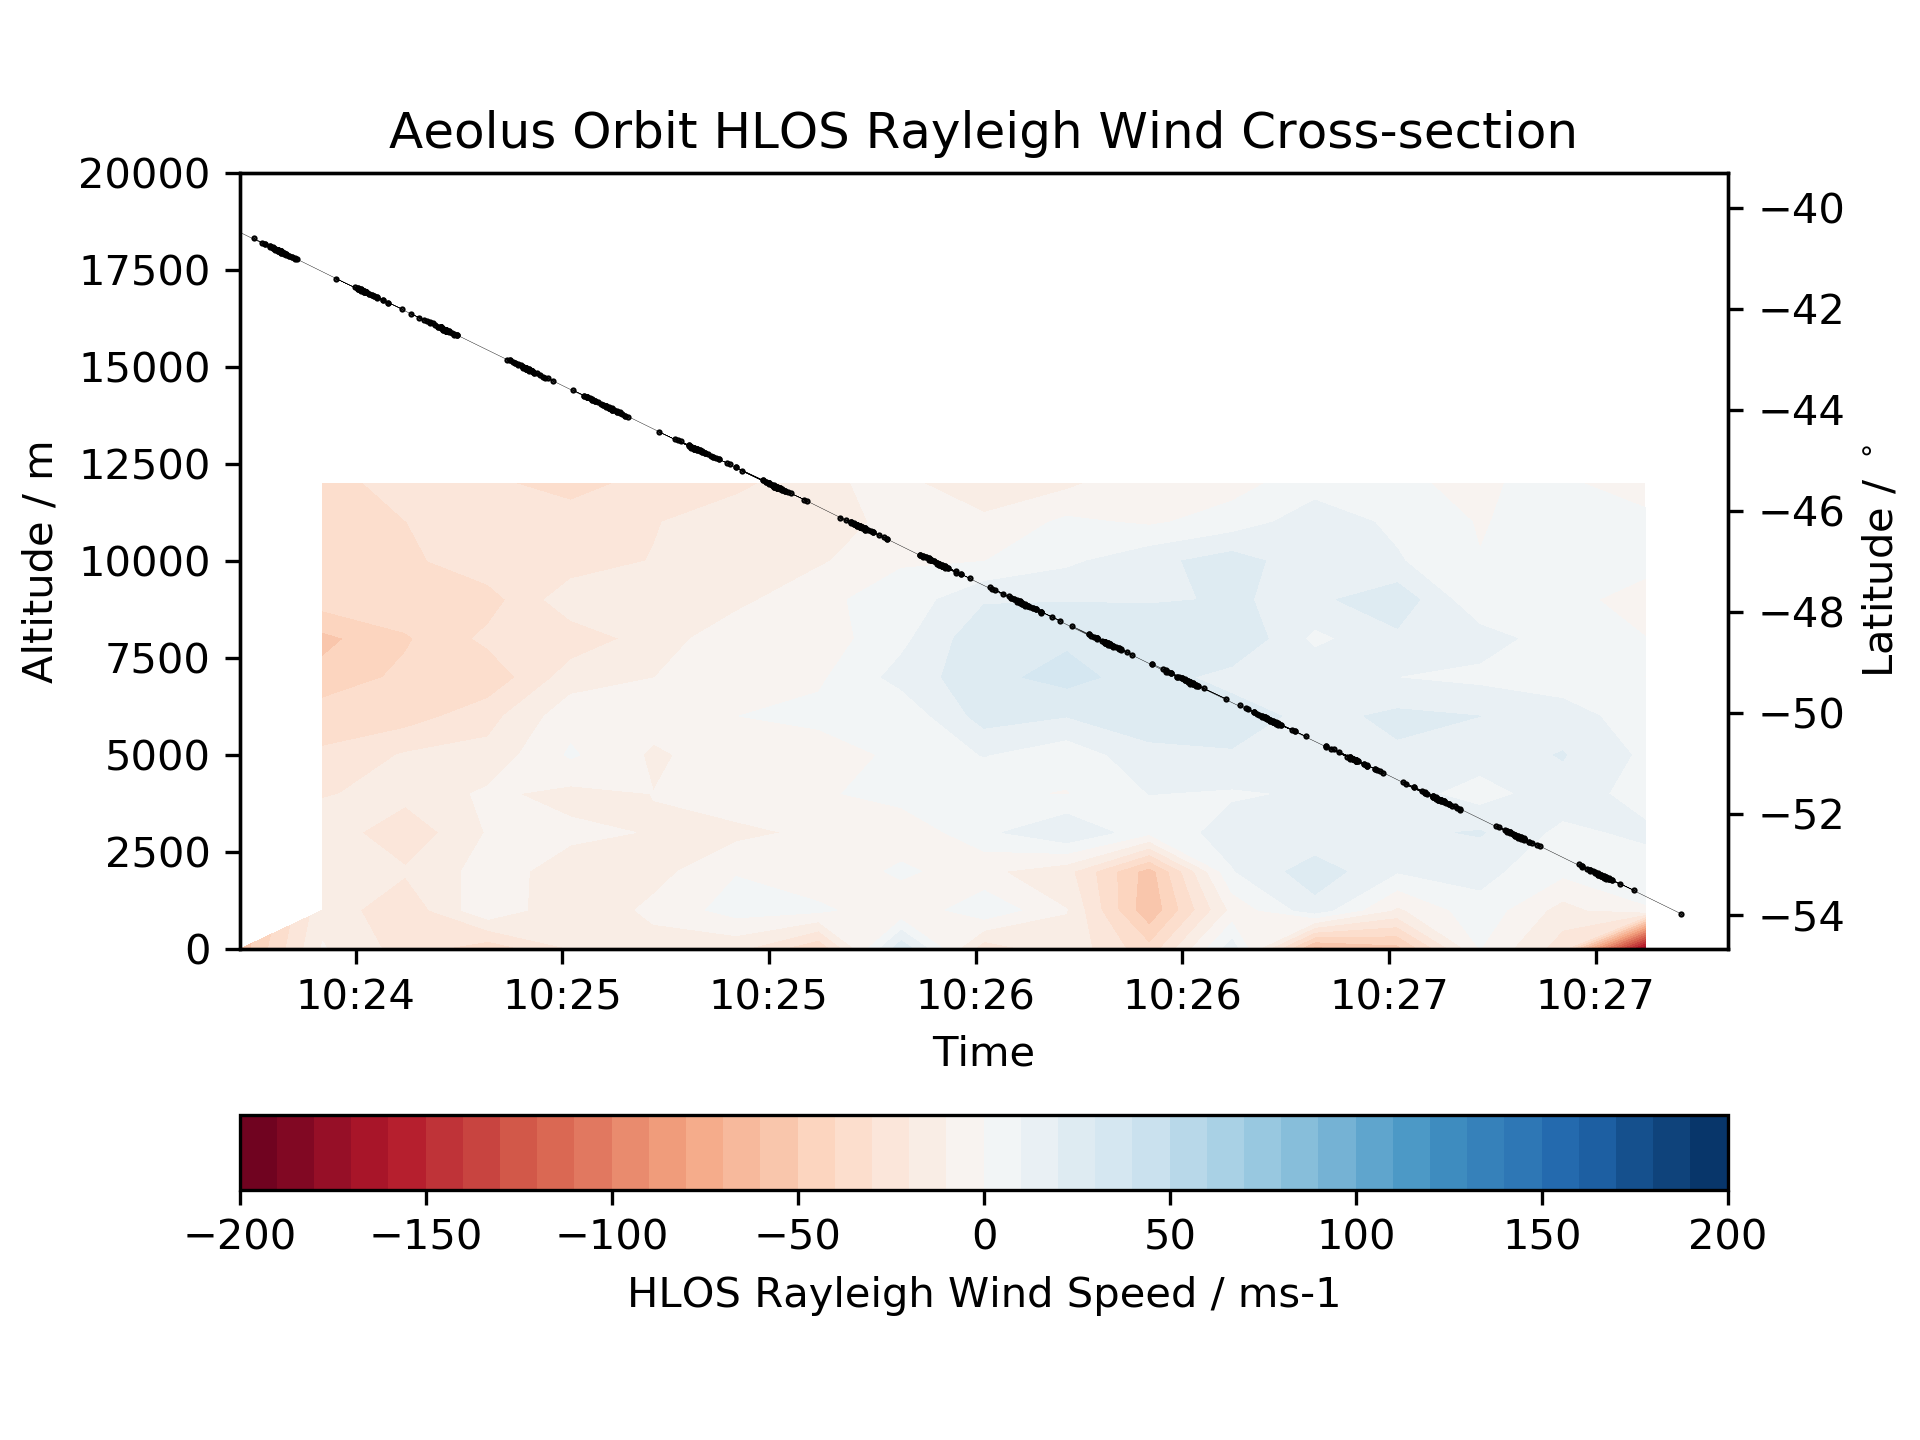 Aeolus Orbit HLOS Rayleigh Wind Cross-section
20000
17500
15000
12500
10000
7500
5000
2500
0
Altitude / m
−40
−42
−44
−46
−48
−50
−52
−54
Latitude / °
10:24 10:25 10:25 10:26 10:26 10:27 10:27
Time
−200 −150 −100 −50 0 50 100 150 200
HLOS Rayleigh Wind Speed / ms-1